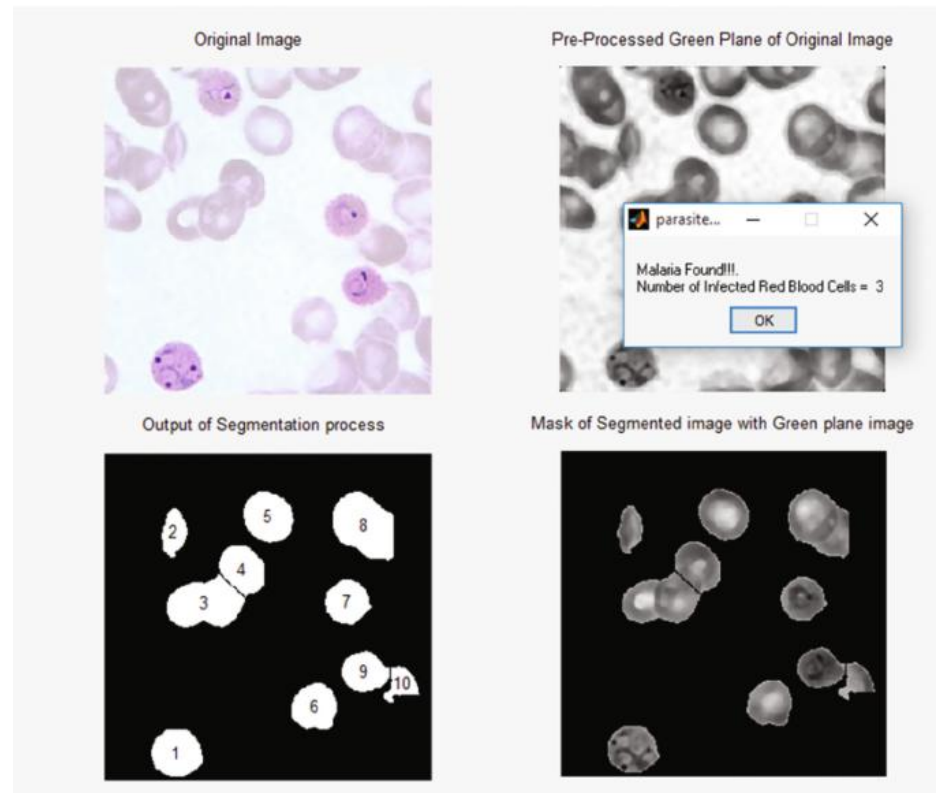 Original Image
Pre-Processed Green Plane of Original Image
parasite...
Malaria Found!!!.
Number of Infected Red Blood Cells = 3
OK
Output of Segmentation process
Mask of Segmented image with Green plane image
5
8
2
4
3
7
9
10
6
1